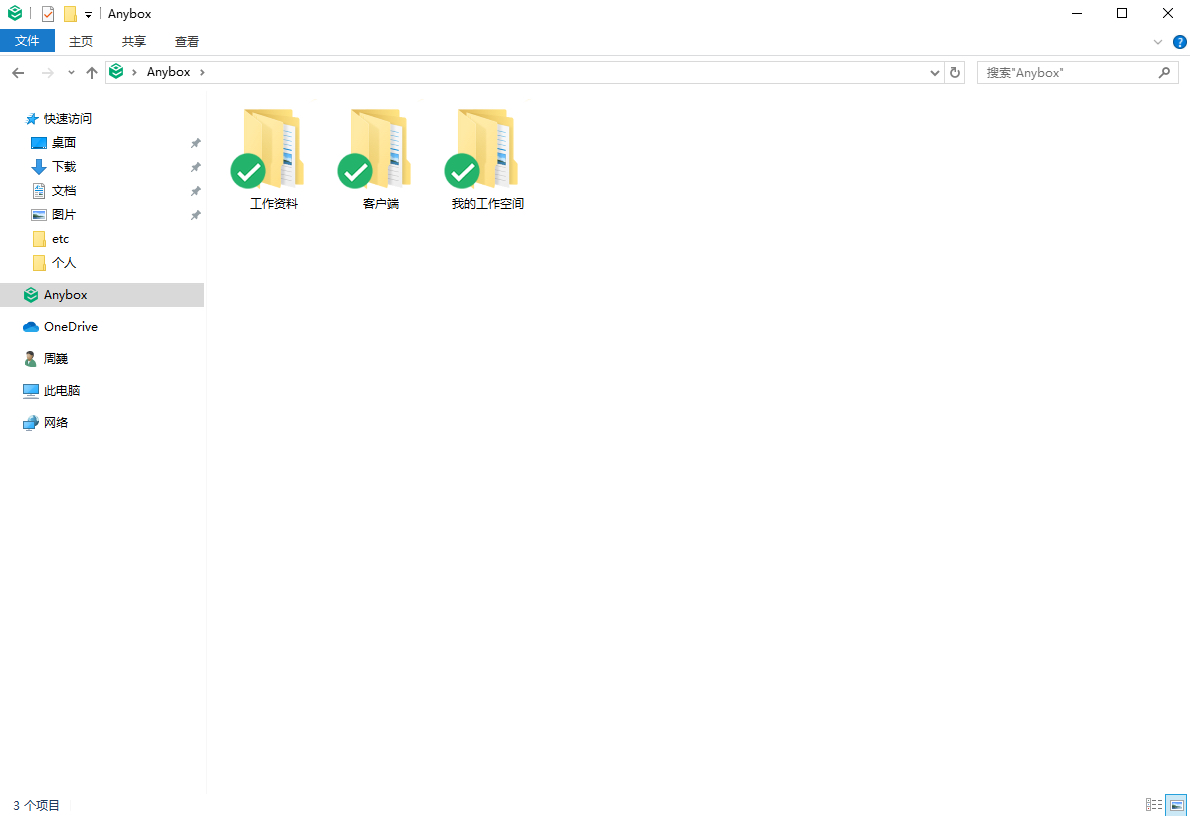 Anybox
文件 主页 共享 查看
Anybox
搜索"Anybox"
快速访问
桌面
下载
文档
图片
etc
个人
Anybox
OneDrive
周巍
此电脑
网络
工作资料 客户端 我的工作空间
3 个项目